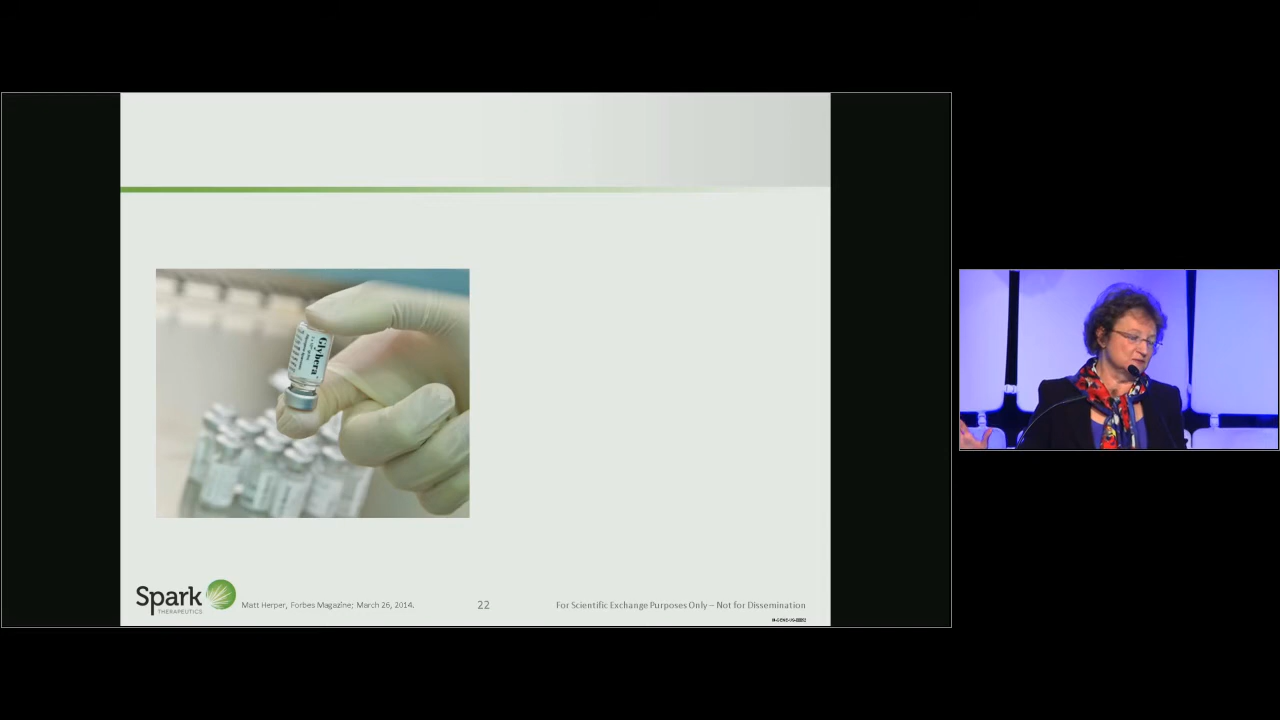 Glybera
Spark
THERAPEUTICS
Matt Herper, Forbes Magazine; March 26, 2014.
22
For Scientific Exchange Purposes Only – Not for Dissemination